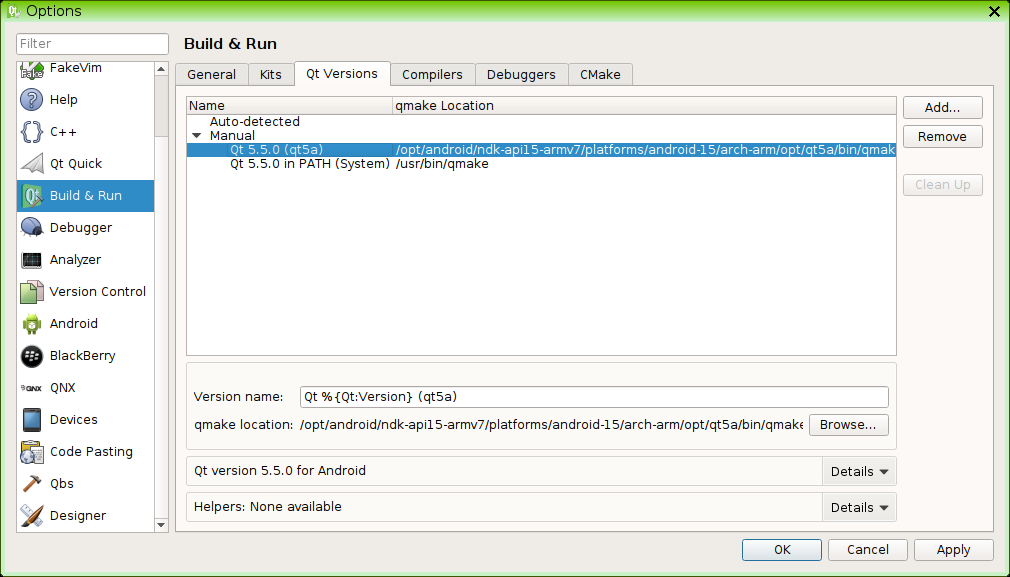 Options
Filter
Build & Run
FakeVim
Help
C++
Qt Quick
Build & Run
Debugger
Analyzer
Version Control
Android
BlackBerry
QNX
Devices
Code Pasting
Qbs
Designer
General Kits Qt Versions Compilers Debuggers CMake
Name qmake Location
Auto-detected
Manual
Qt 5.5.0 (qt5a) /opt/android/ndk-api15-armv7/platforms/android-15/arch-arm/opt/qt5a/bin/qmak
Qt 5.5.0 in PATH (System) /usr/bin/qmake
Add...
Remove
Clean Up
Version name: Qt %{Qt:Version} (qt5a)
qmake location: /opt/android/ndk-api15-armv7/platforms/android-15/arch-arm/opt/qt5a/bin/qmake Browse...
Qt version 5.5.0 for Android Details
Helpers: None available Details
OK Cancel Apply